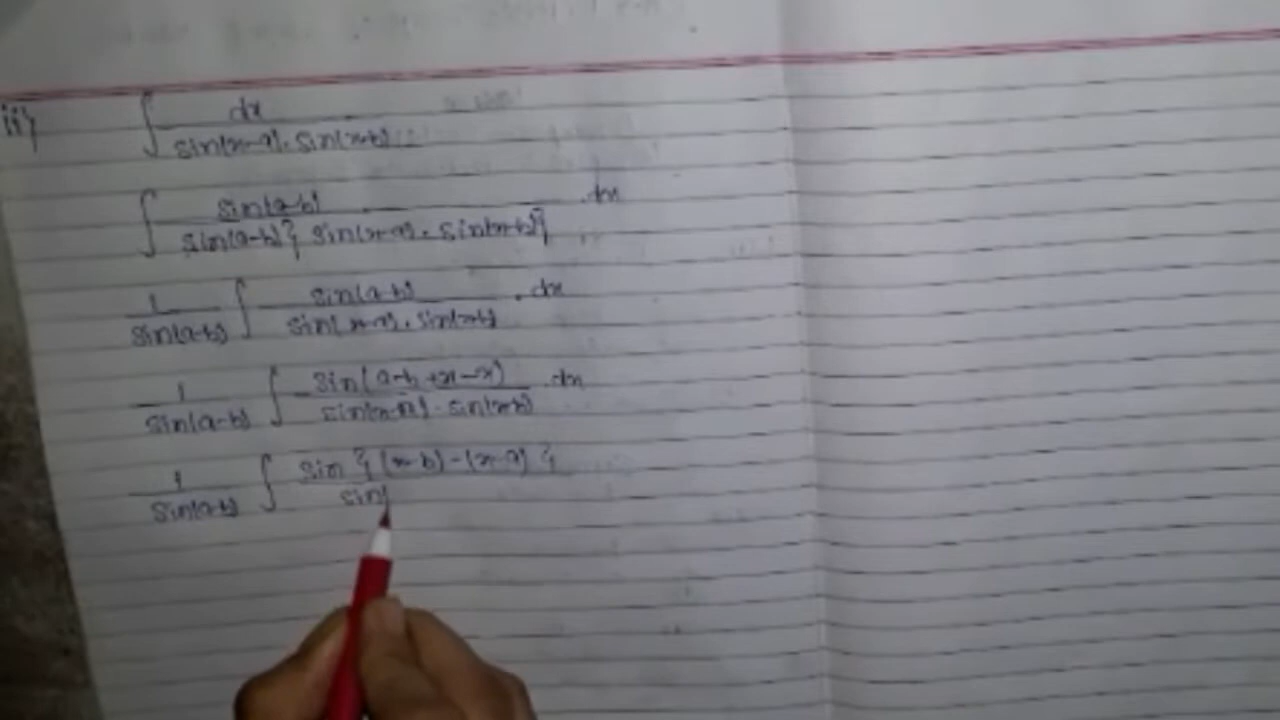 ii) ∫ dx / sin(x-a). sin(x-b)
∫ sin(a-b) / sin(a-b){ sin(x-a). sin(x-b)} .dx
1 / sin(a-b) ∫ sin(a-b) / sin(x-a). sin(x-b) . dx
1 / sin(a-b) ∫ sin(a-b+x-x) / sin(x-a). sin(x-b) .dx
1 / sin(a-b) ∫ sin{(x-b)-(x-a)} / sin(